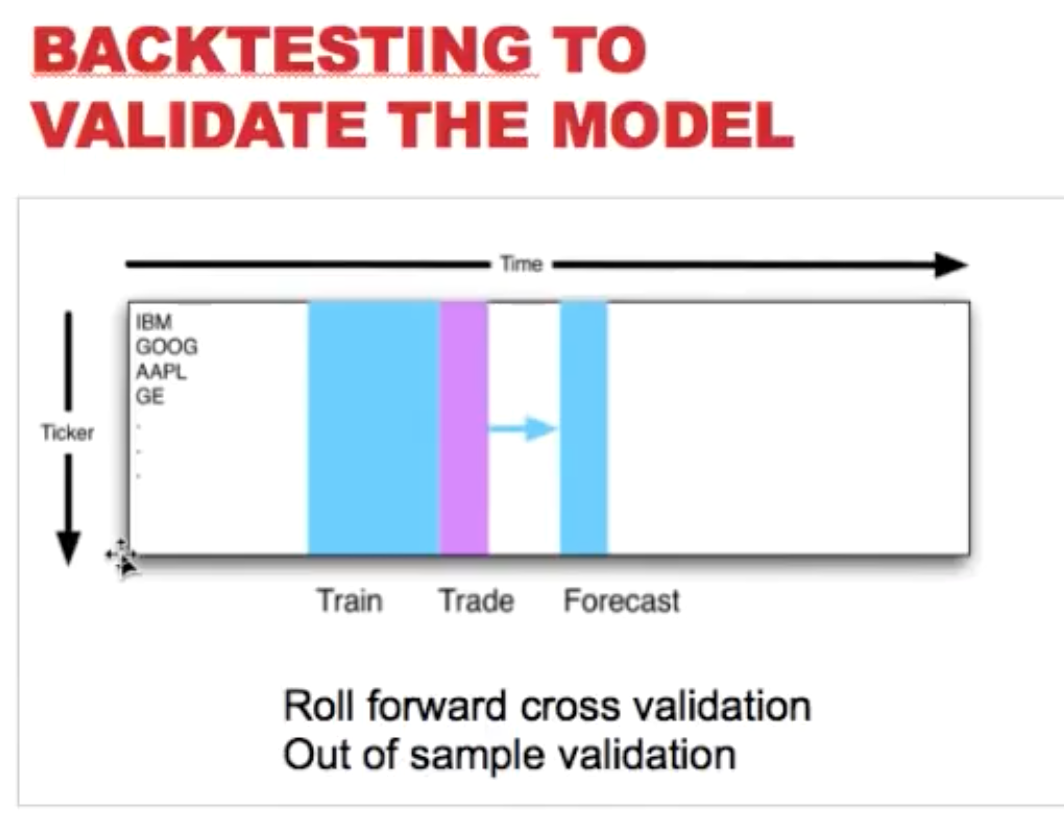 BACKTESTING TO
VALIDATE THE MODEL
Time
IBM
GOOG
AAPL
GE
.
.
.
Ticker
Train Trade Forecast
Roll forward cross validation
Out of sample validation